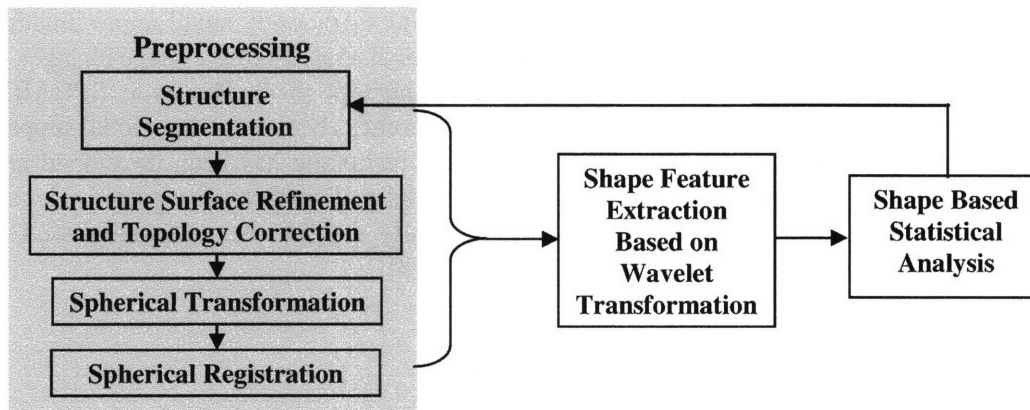 Preprocessing
Structure
Segmentation
Structure Surface Refinement
and Topology Correction
Spherical Transformation
Spherical Registration
Shape Feature
Extraction
Based on
Wavelet
Transformation
Shape Based
Statistical
Analysis